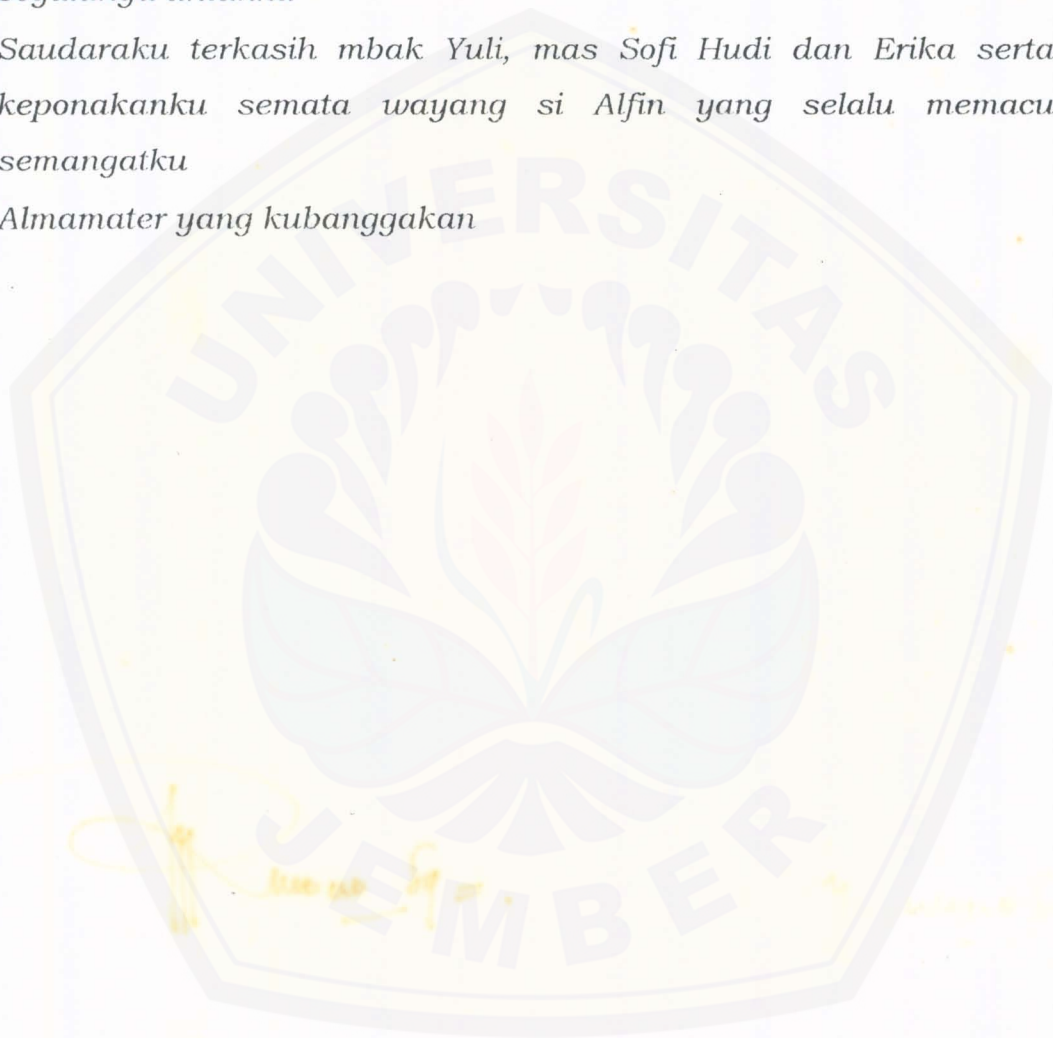 Saudaraku terkasih mbak Yuli, mas Sofi Hudi dan Erika serta
keponakanku semata wayang si Alfin yang selalu memacu
semangatku
Almamater yang kubanggakan
UNIVERSITAS
JEMBER